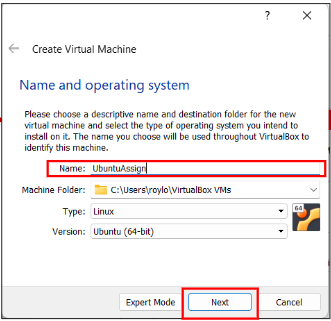 ?
Create Virtual Machine
Name and operating system
Please choose a descriptive name and destination folder for the new
virtual machine and select the type of operating system you intend to
install on it. The name you choose will be used throughout VirtualBox to
identify this machine.
Name: UbuntuAssign
Machine Folder: C:\Users\roylo\VirtualBox VMs
Type: Linux
64
Version: Ubuntu (64-bit)
Expert Mode Next Cancel